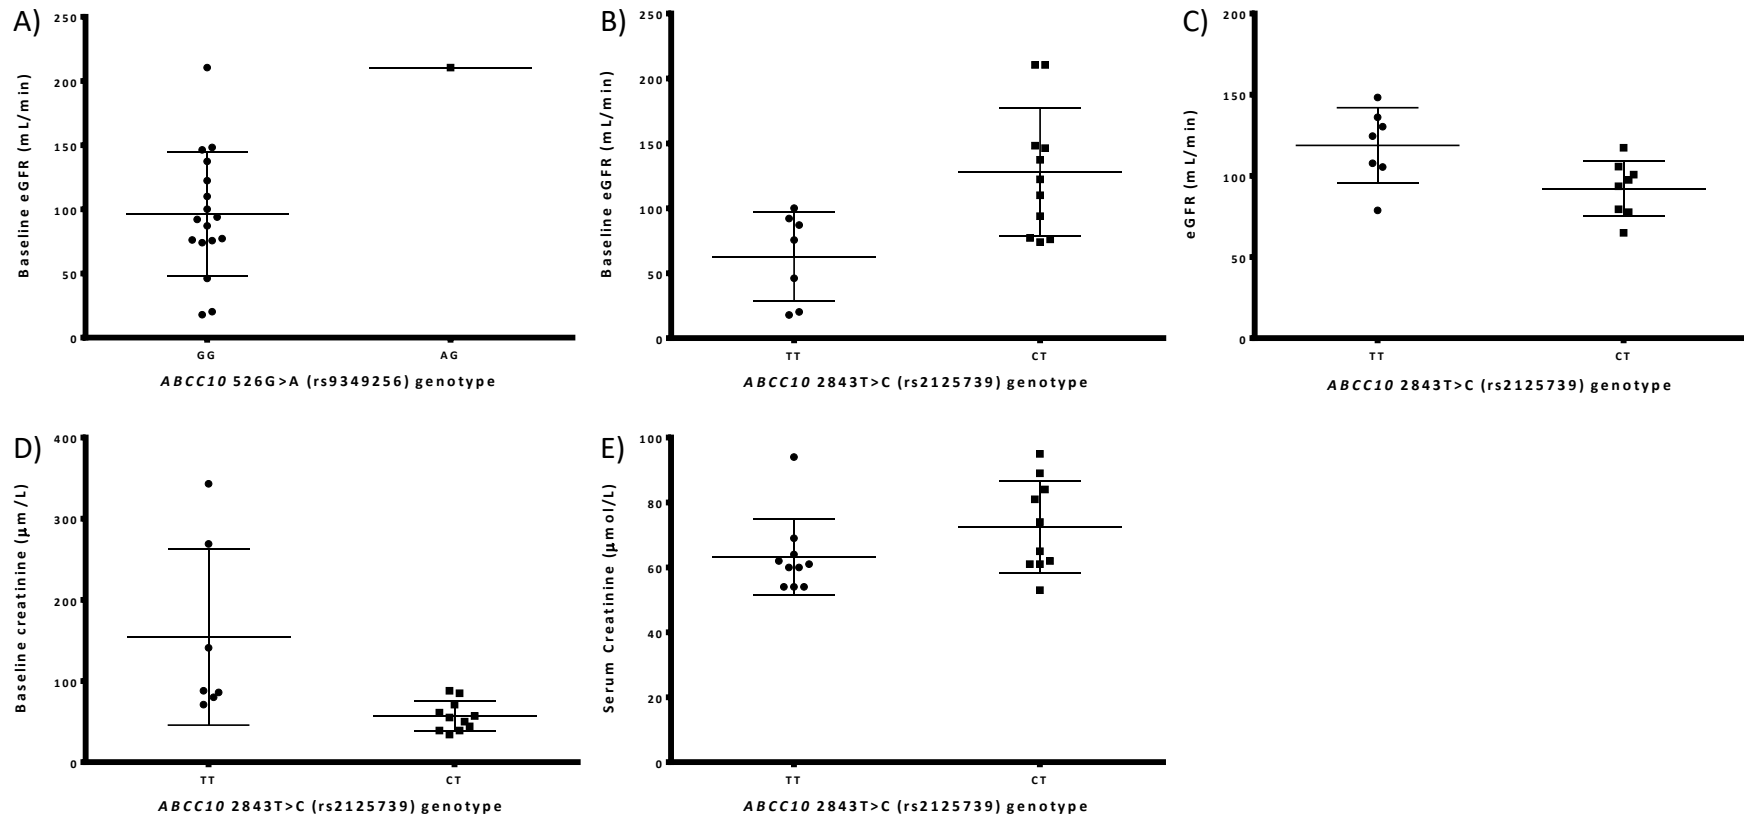 A)
250
200
150
100
50
0
Baseline eGFR (mL/min)
GG
AG
ABCC10 526G>A (rs9349256) genotype
B)
250
200
150
100
50
0
Baseline eGFR (mL/min)
TT
CT
ABCC10 2843T>C (rs2125739) genotype
C)
200
150
100
50
0
eGFR (mL/min)
TT
CT
ABCC10 2843T>C (rs2125739) genotype
D)
400
300
200
100
0
Baseline creatinine (μm/L)
TT
CT
ABCC10 2843T>C (rs2125739) genotype
E)
100
80
60
40
20
0
Serum Creatinine (μmol/L)
TT
CT
ABCC10 2843T>C (rs2125739) genotype